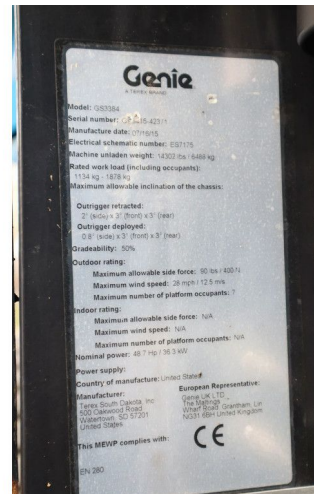 Genie
A TEREX BRAND
Model: GS3384
Serial number:
Manufacture date: 07/16/15
Electrical schematic number: ES1175
Machine unladen weight: 14302 lbs / 6488 kg
Rated work load (including occupants):
1134 kg - 1878 kg
Maximum allowable inclination of the chassis:
Outrigger retracted:
2° (side) x 3° (front) x 3° (rear)
Outrigger deployed:
0.8° (side) x 3° (front) x 3° (rear)
Gradeability: 50%
Outdoor rating:
Maximum allowable side force: 90 lbs / 400 N
Maximum wind speed: 28 mph / 12.5 m/s
Maximum number of platform occupants: 7
Indoor rating:
Maximum allowable side force: N/A
Maximum wind speed: N/A
Maximum number of platform occupants: N/A
Nominal power: 48.7 Hp / 36.3 kW
Power supply:
Country of manufacture: United States
Manufacturer:
Terex South Dakota, Inc
500 Oakwood Road
Watertown, SD 57201
United States
European Representative:
Genie UK LTD
The Maltings
Wharf Road, Grantham, Lin
NG31 6BH United Kingdom
This MEWP complies with:
CE
EN 280